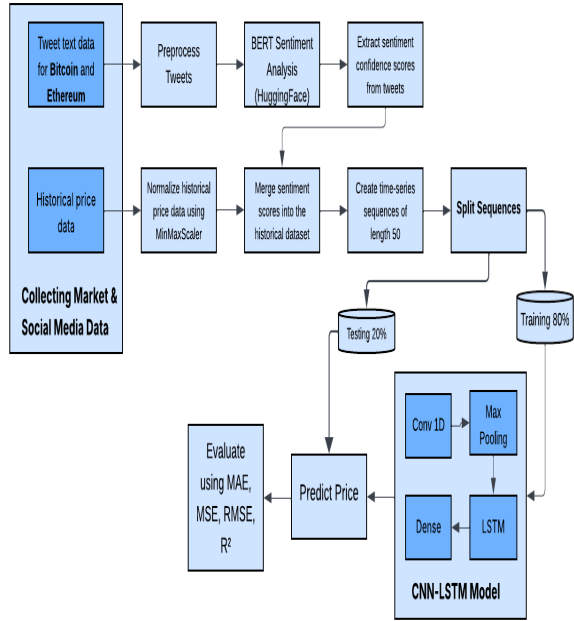 Tweet text data
for Bitcoin and
Ethereum
Preprocess
Tweets
BERT Sentiment
Analysis
(HuggingFace)
Extract sentiment
confidence scores
from tweets
Historical price
data
Normalize historical
price data using
MinMaxScaler
Merge sentiment
scores into the
historical dataset
Create time-series
sequences of
length 50
Split Sequences
Collecting Market &
Social Media Data
Testing 20%
Training 80%
Conv 1D
Max
Pooling
LSTM
Dense
CNN-LSTM Model
Predict Price
Evaluate
using MAE,
MSE, RMSE,
R²